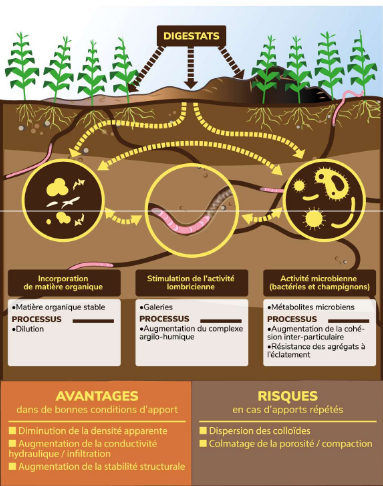 DIGESTATS
Incorporation
de matière organique
•Matière organique stable
PROCESSUS
•Dilution
Stimulation de l'activité
lombricienne
•Galeries
PROCESSUS
•Augmentation du complexe
argilo-humique
Activité microbienne
(bactéries et champignons)
•Métabolites microbiens
PROCESSUS
•Augmentation de la cohé-
sion inter-particulaire
•Résistance des agrégats à
l'éclatement
AVANTAGES
dans de bonnes conditions d'apport
■ Diminution de la densité apparente
■ Augmentation de la conductivité
hydraulique / infiltration
■ Augmentation de la stabilité structurale
RISQUES
en cas d'apports répétés
■ Dispersion des colloïdes
■ Colmatage de la porosité / compaction